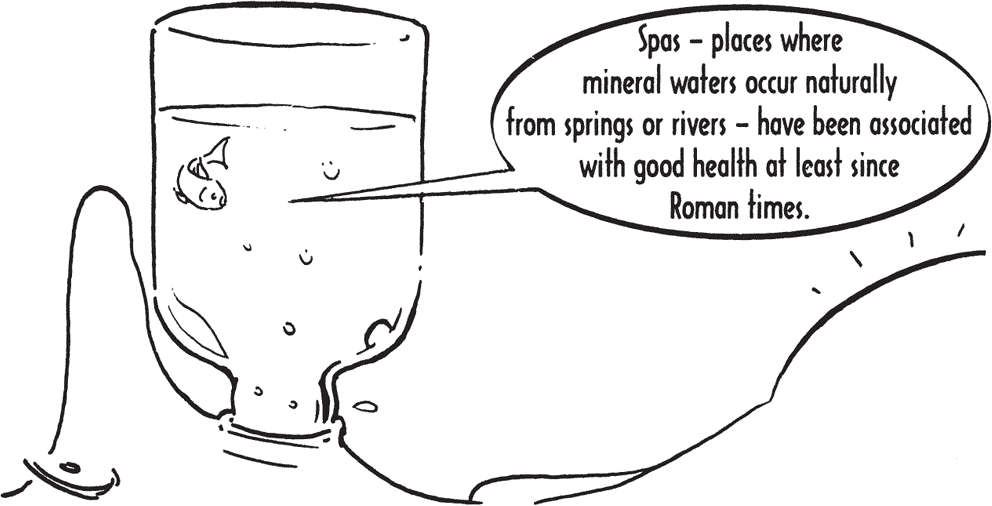 Spas – places where
mineral waters occur naturally
from springs or rivers – have been associated
with good health at least since
Roman times.